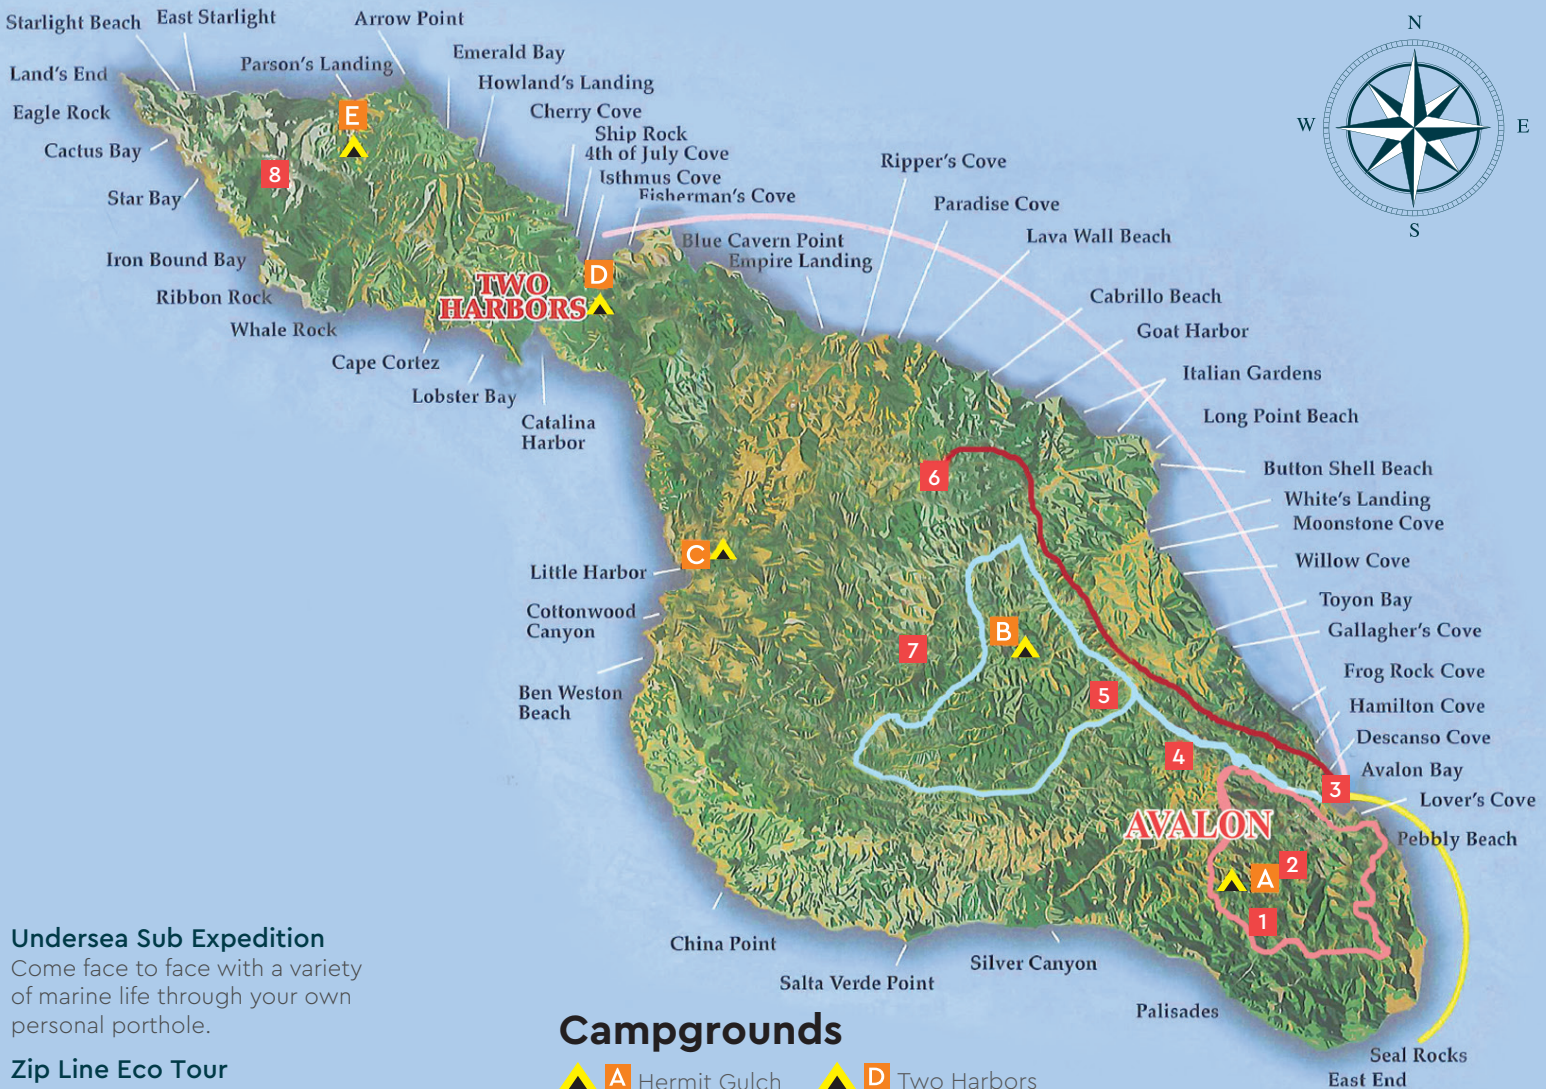 Starlight Beach
East Starlight
Arrow Point
N
Land's End
Parson's Landing
Emerald Bay
Howland's Landing
Eagle Rock
E
Cherry Cove
W
E
Ship Rock
Cactus Bay
4th of July Cove
8
Isthmus Cove
Ripper's Cove
Star Bay
Fisherman's Cove
Paradise Cove
S
Blue Cavern Point
Lava Wall Beach
Iron Bound Bay
Empire Landing
D
TWO
HARBORS
Ribbon Rock
Cabrillo Beach
Whale Rock
Goat Harbor
Cape Cortez
Italian Gardens
Lobster Bay
Long Point Beach
Catalina
Harbor
6
Button Shell Beach
White's Landing
Moonstone Cove
C
Little Harbor
Willow Cove
Cottonwood
Canyon
Toyon Bay
B
Gallagher's Cove
7
Frog Rock Cove
Ben Weston
Beach
5
Hamilton Cove
Descanso Cove
4
Avalon Bay
3
Lover's Cove
AVALON
Pebbly Beach
2
A
1
China Point
Salta Verde Point
Silver Canyon
Palisades
Seal Rocks
East End
Undersea Sub Expedition
Come face to face with a variety
of marine life through your own
personal porthole.
Zip Line Eco Tour
Campgrounds
A Hermit Gulch
D Two Harbors